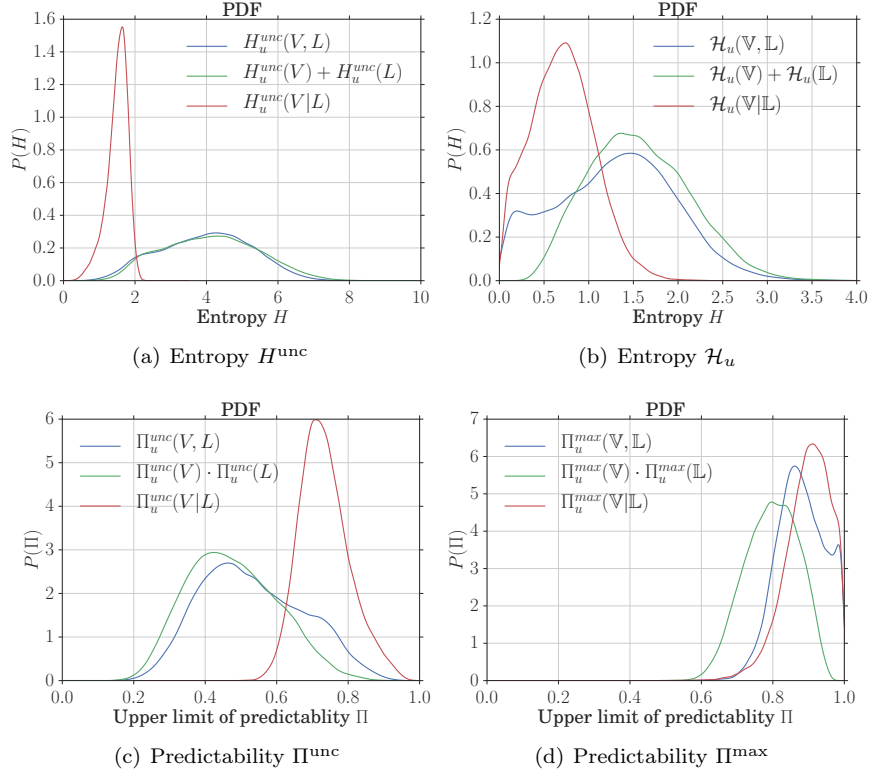 PDF
P(H)
1.6
1.4
1.2
1.0
0.8
0.6
0.4
0.2
0.0
H_u^{unc}(V, L)
H_u^{unc}(V) + H_u^{unc}(L)
H_u^{unc}(V|L)
0 2 4 6 8 10
Entropy H
(a) Entropy H^{unc}
PDF
P(H)
1.2
1.0
0.8
0.6
0.4
0.2
0.0
ℋ_u(𝕍, 𝕃)
ℋ_u(𝕍) + ℋ_u(𝕃)
ℋ_u(𝕍|𝕃)
0.0 0.5 1.0 1.5 2.0 2.5 3.0 3.5 4.0
Entropy H
(b) Entropy ℋ_u
PDF
P(Π)
6
5
4
3
2
1
0
Π_u^{unc}(V, L)
Π_u^{unc}(V) · Π_u^{unc}(L)
Π_u^{unc}(V|L)
0.0 0.2 0.4 0.6 0.8 1.0
Upper limit of predictablity Π
(c) Predictability Π^{unc}
PDF
P(Π)
7
6
5
4
3
2
1
0
Π_u^{max}(𝕍, 𝕃)
Π_u^{max}(𝕍) · Π_u^{max}(𝕃)
Π_u^{max}(𝕍|𝕃)
0.0 0.2 0.4 0.6 0.8 1.0
Upper limit of predictablity Π
(d) Predictability Π^{max}